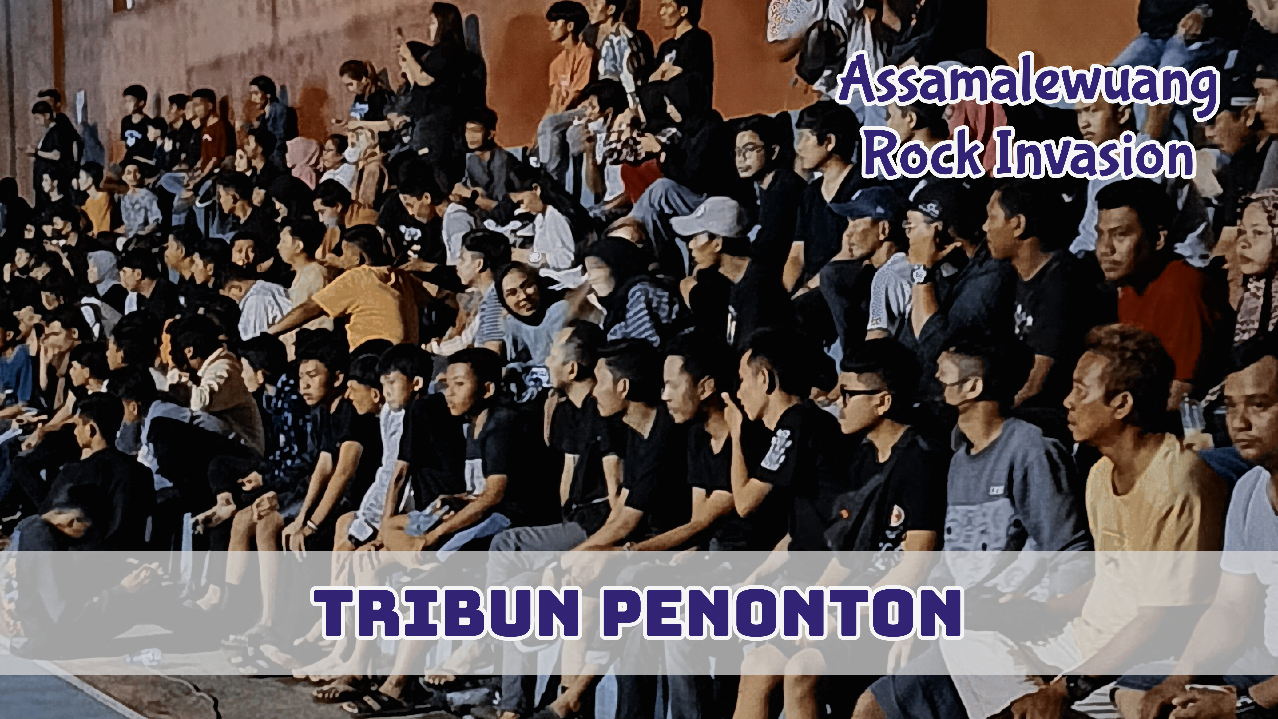 Assamalewuang
Rock Invasion
TRIBUN PENONTON